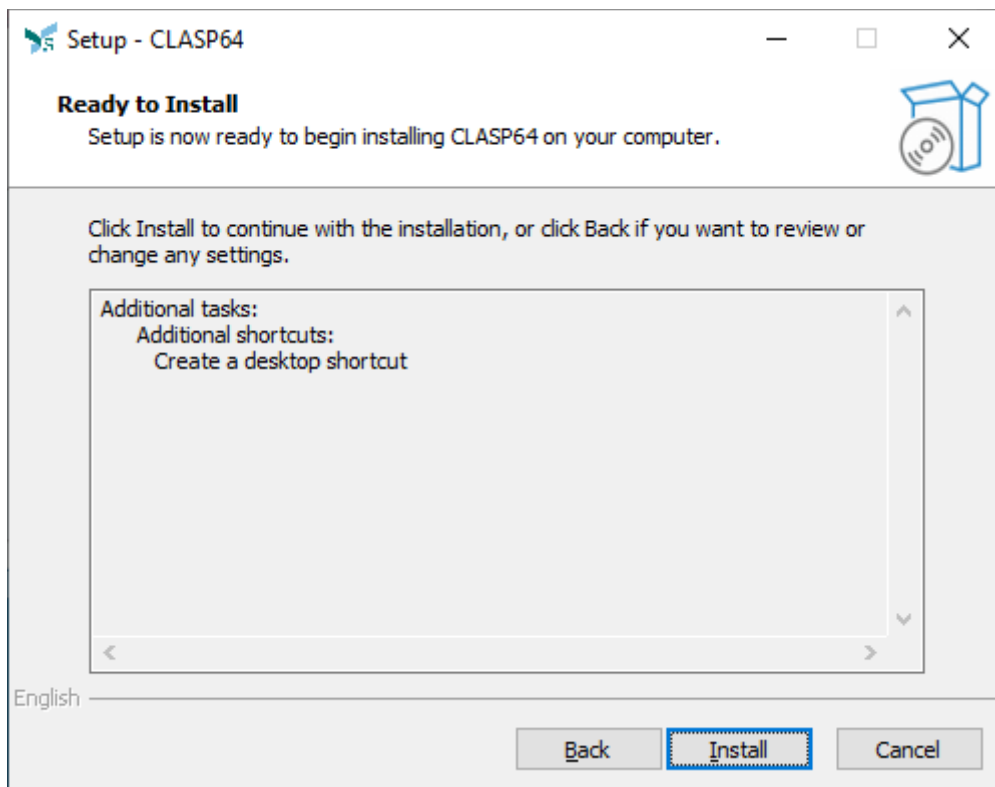 Setup - CLASP64
Ready to Install
Setup is now ready to begin installing CLASP64 on your computer.
Click Install to continue with the installation, or click Back if you want to review or
change any settings.
Additional tasks:
Additional shortcuts:
Create a desktop shortcut
English
Back
Install
Cancel